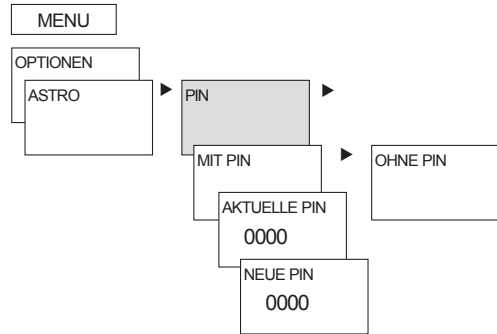 MENU
OPTIONEN
ASTRO
PIN
MIT PIN
OHNE PIN
AKTUELLE PIN
0000
NEUE PIN
0000